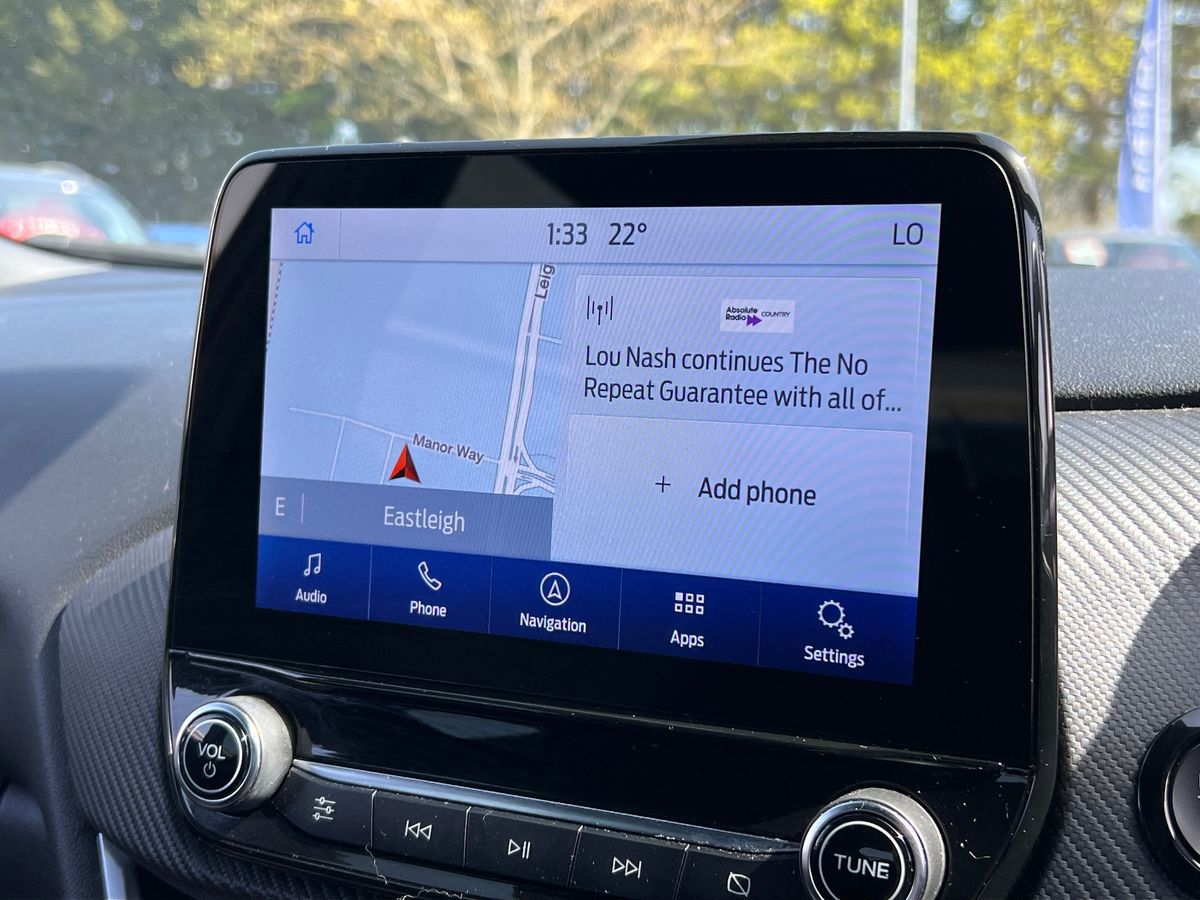 1:33 22° LO
Leig
Absolute
Radio COUNTRY
Lou Nash continues The No
Repeat Guarantee with all of...
Manor Way
+ Add phone
E Eastleigh
Audio Phone Navigation Apps Settings
VOL
TUNE